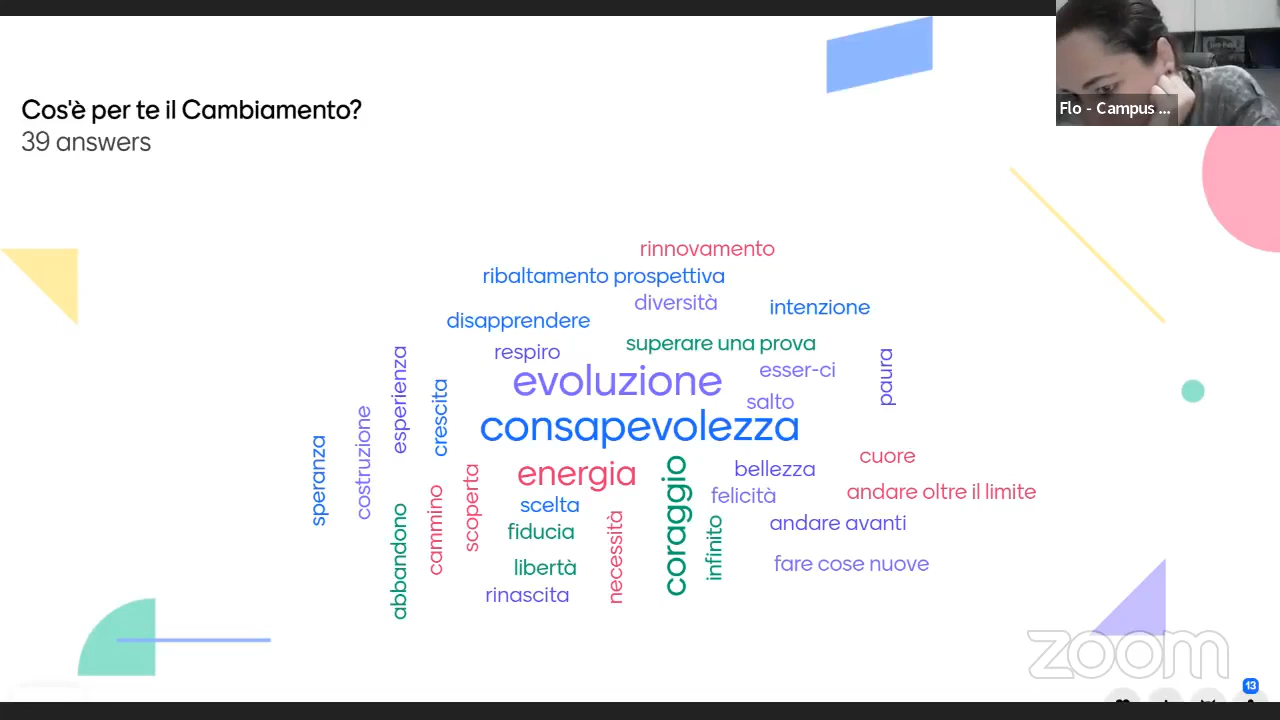 Flo - Campus ...
Cos'è per te il Cambiamento?
39 answers
rinnovamento
ribaltamento prospettiva
diversità
intenzione
disapprendere
superare una prova
respiro
esser-ci
evoluzione
paura
salto
esperienza
crescita
consapevolezza
costruzione
speranza
cuore
energia
bellezza
coraggio
scoperta
felicità
andare oltre il limite
scelta
cammino
andare avanti
fiducia
necessità
infinito
abbandono
libertà
fare cose nuove
rinascita
zoom
13